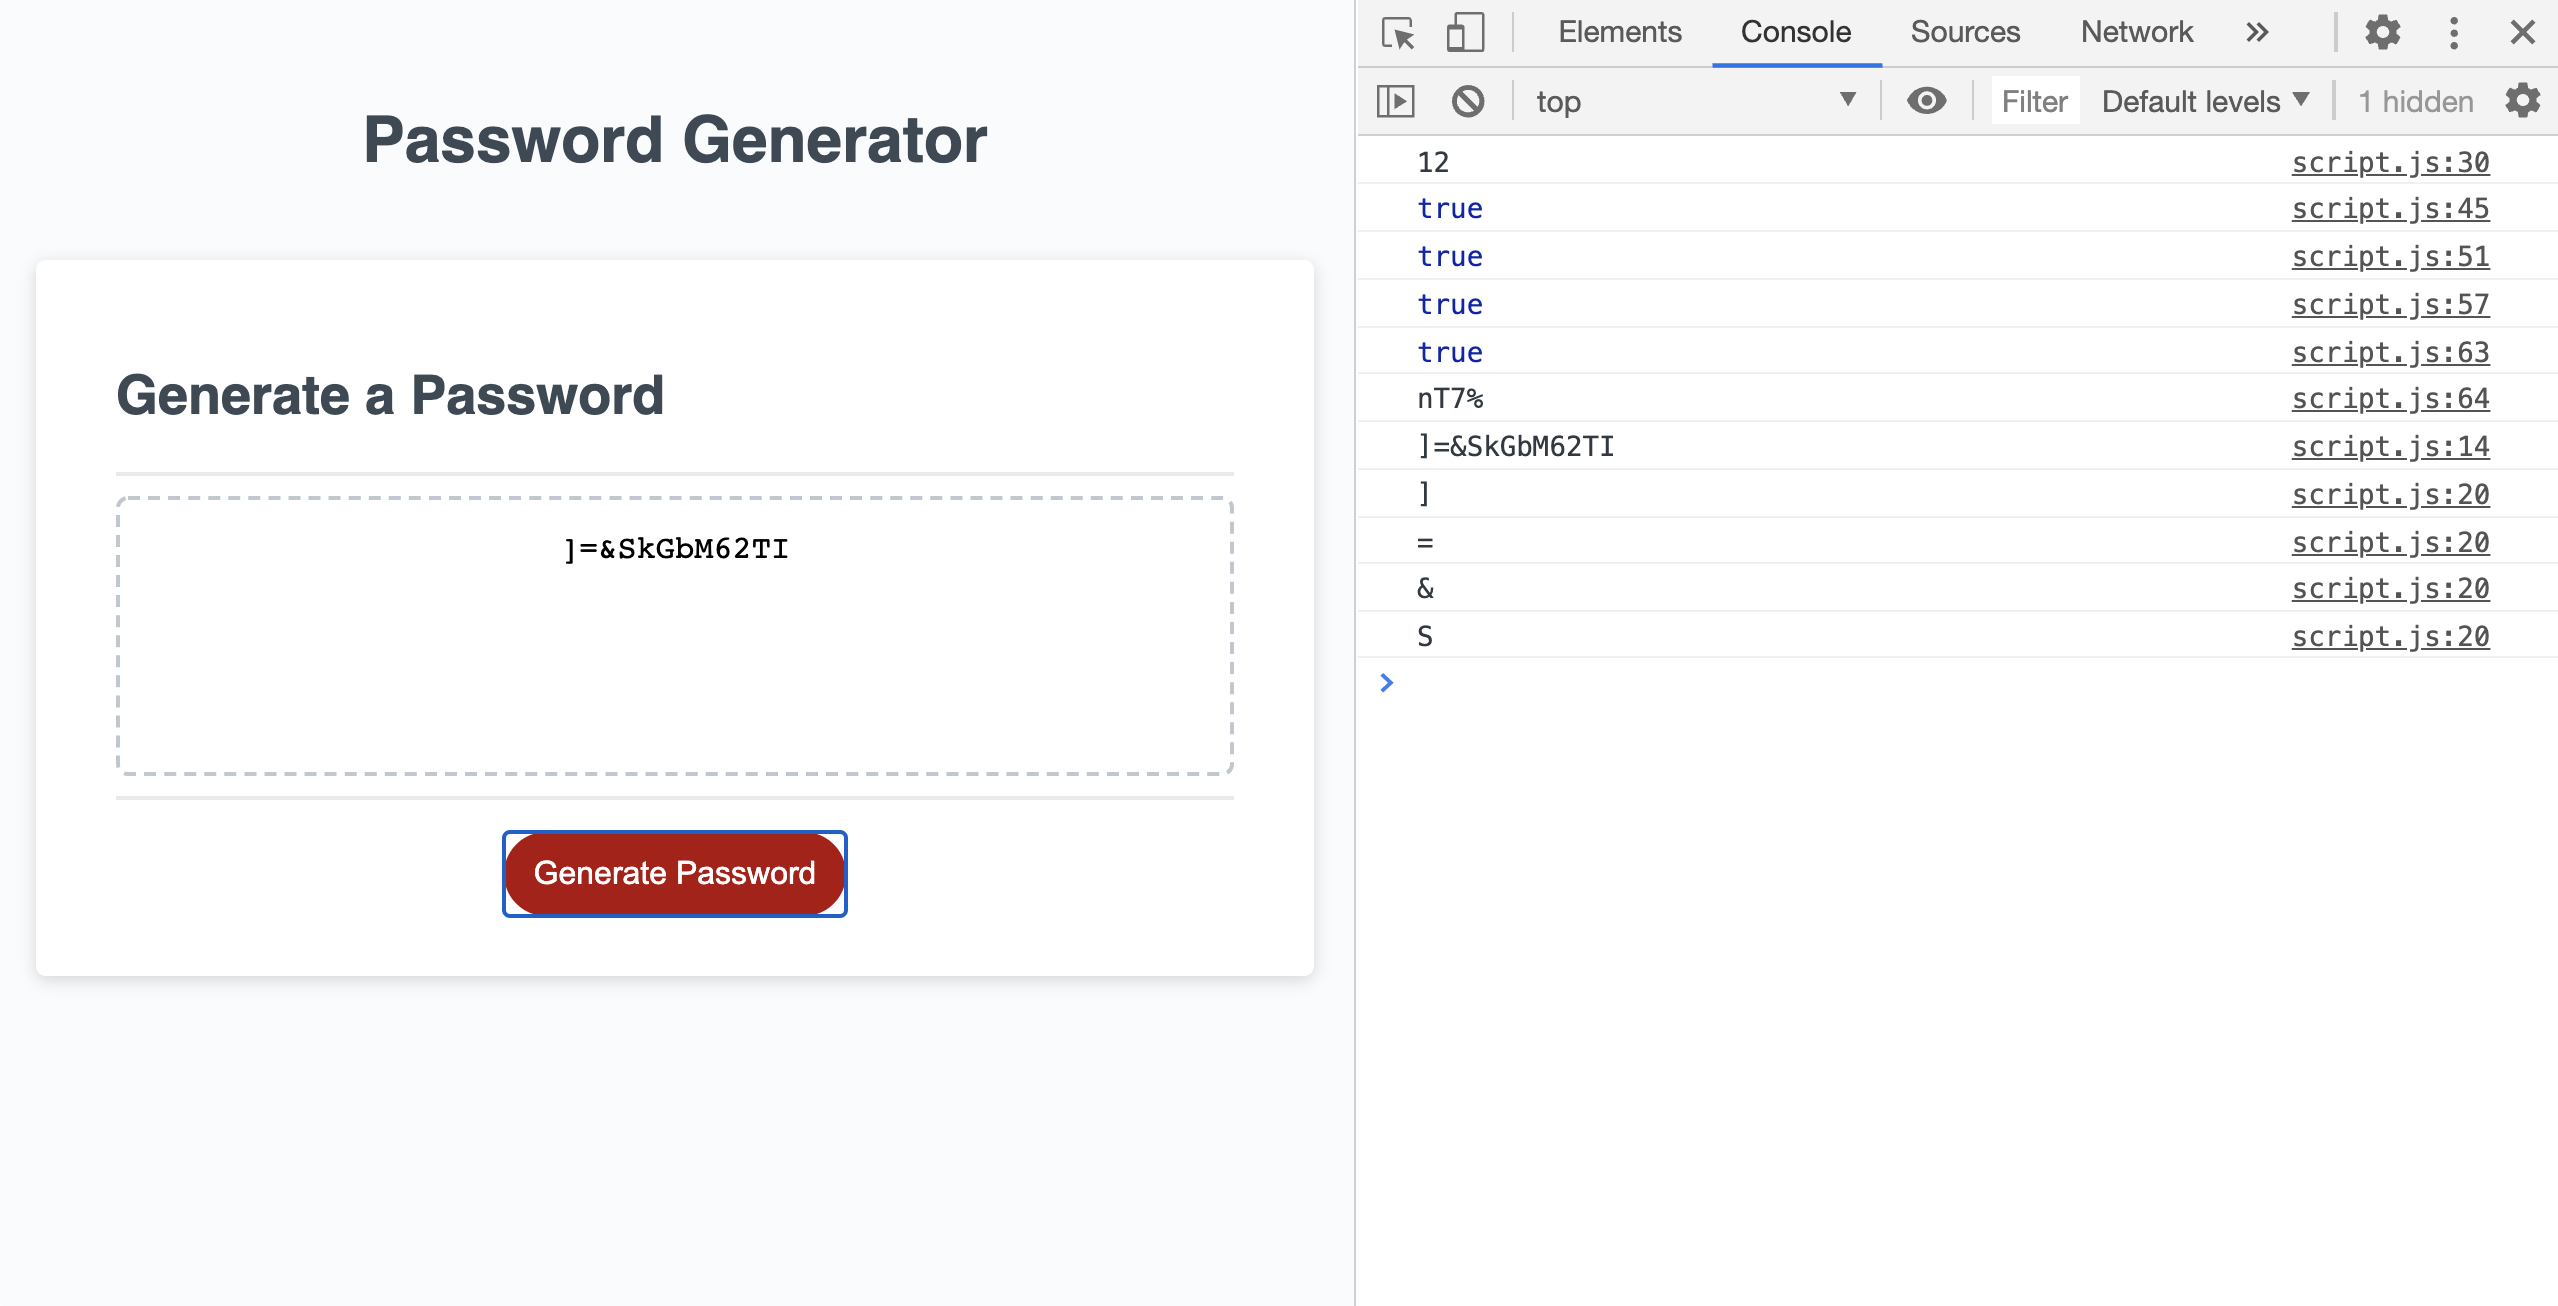 Password Generator
Generate a Password
]=&SkGbM62TI
Generate Password
Elements Console Sources Network
top Filter Default levels 1 hidden
12 script.js:30
true script.js:45
true script.js:51
true script.js:57
true script.js:63
nT7% script.js:64
]=&SkGbM62TI script.js:14
] script.js:20
= script.js:20
& script.js:20
S script.js:20